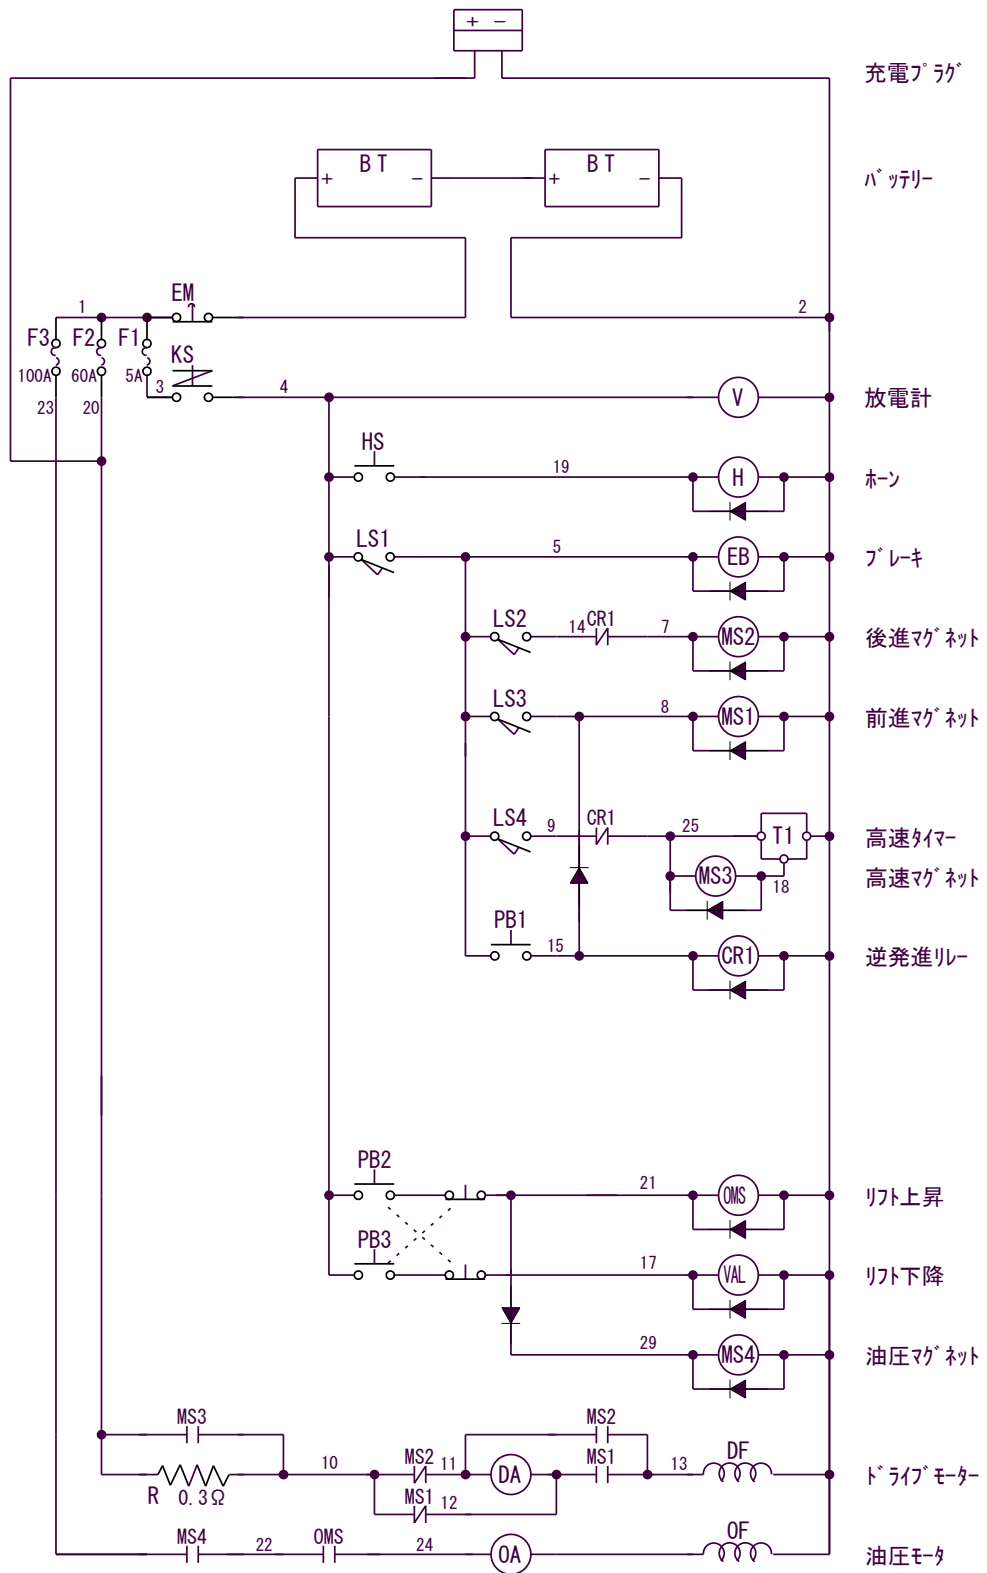 + −
充電プラグ
BT BT
+ − + −
バッテリー
1 EM 2
F3 F2 F1
KS
100A 60A 5A 3 4 V 放電計
23 20
HS 19 H ホーン
LS1 5 EB ブレーキ
LS2 14 CR1 7 MS2 後進マグネット
LS3 8 MS1 前進マグネット
LS4 9 CR1 25 T1 高速タイマー
MS3 18 高速マグネット
PB1 15 CR1 逆発進リレー
PB2 21 OMS リフト上昇
PB3 17 VAL リフト下降
29 MS4 油圧マグネット
MS3 MS2
10 MS2 11 DA MS1 13 DF ドライブモーター
R 0.3Ω MS1 12
MS4 22 OMS 24 OA OF 油圧モータ